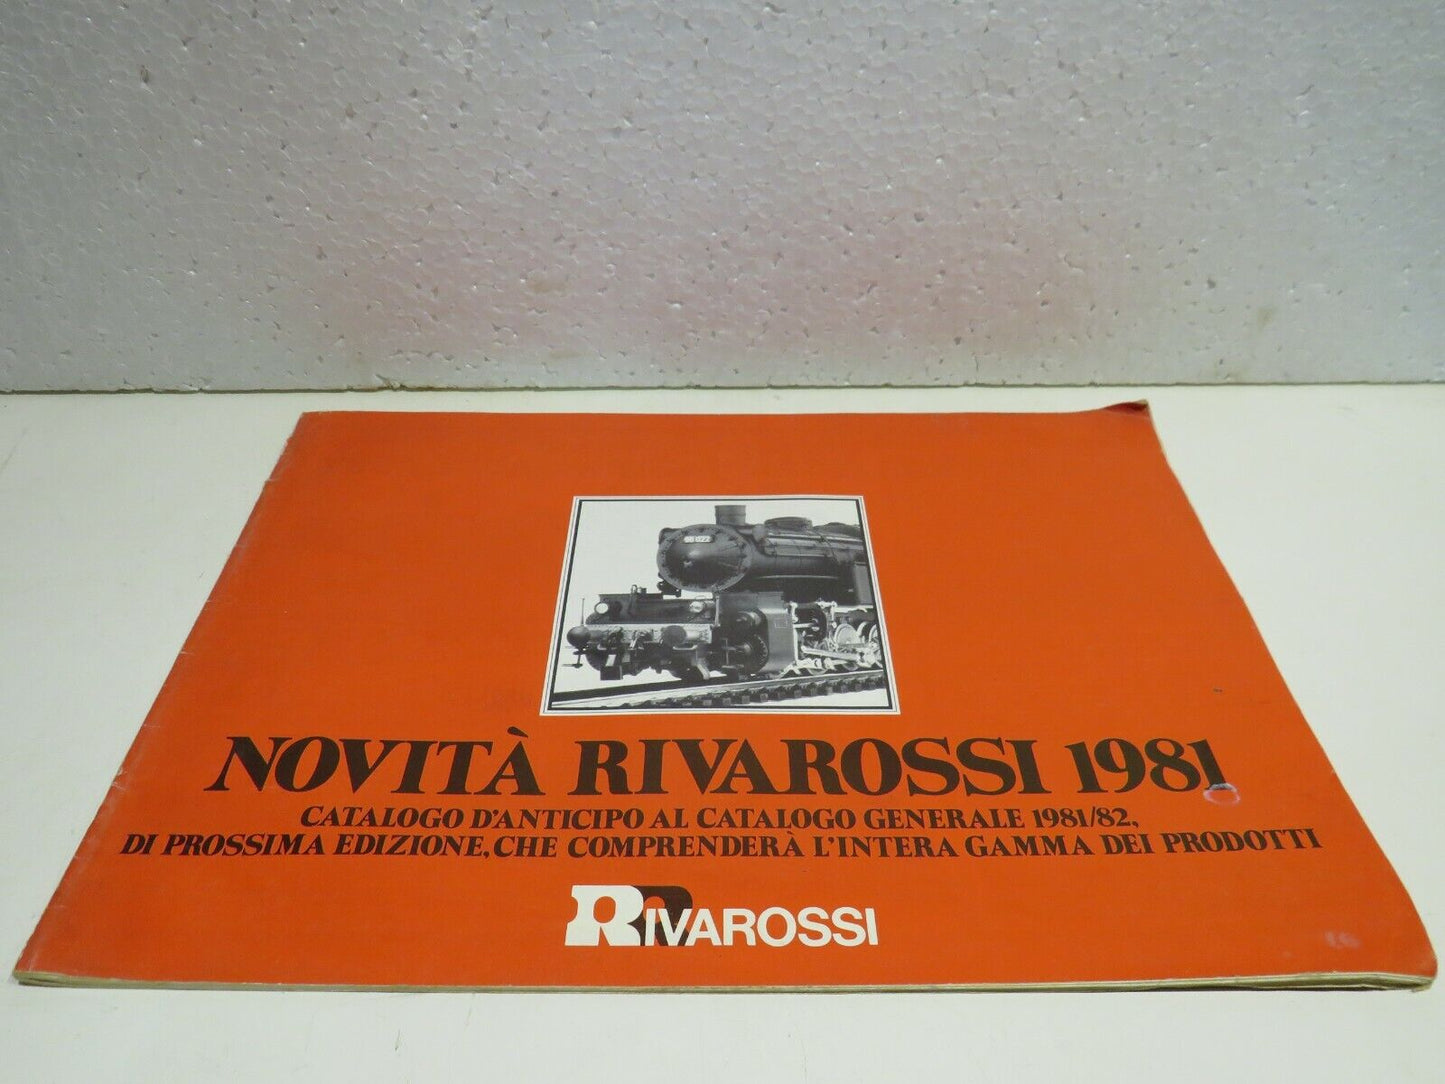 NOVITÀ RIVAROSSI 1981
CATALOGO D'ANTICIPO AL CATALOGO GENERALE 1981/82,
DI PROSSIMA EDIZIONE, CHE COMPRENDERÀ L'INTERA GAMMA DEI PRODOTTI
RIVAROSSI